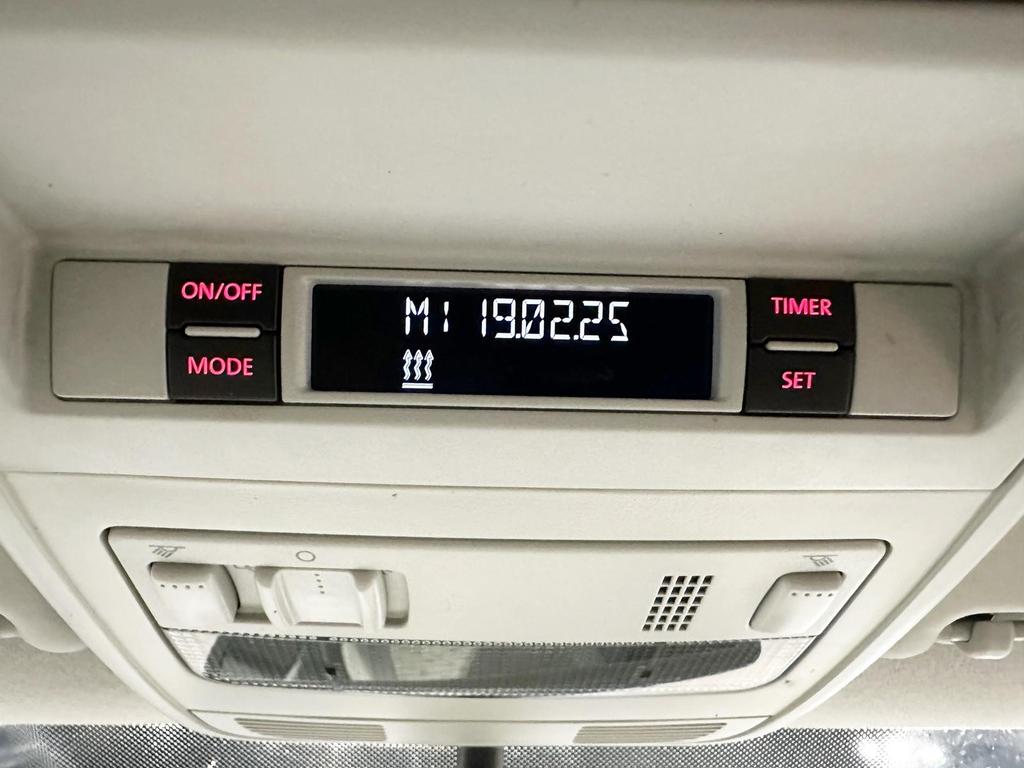 ON/OFF
MODE
MI 19.02.25
TIMER
SET